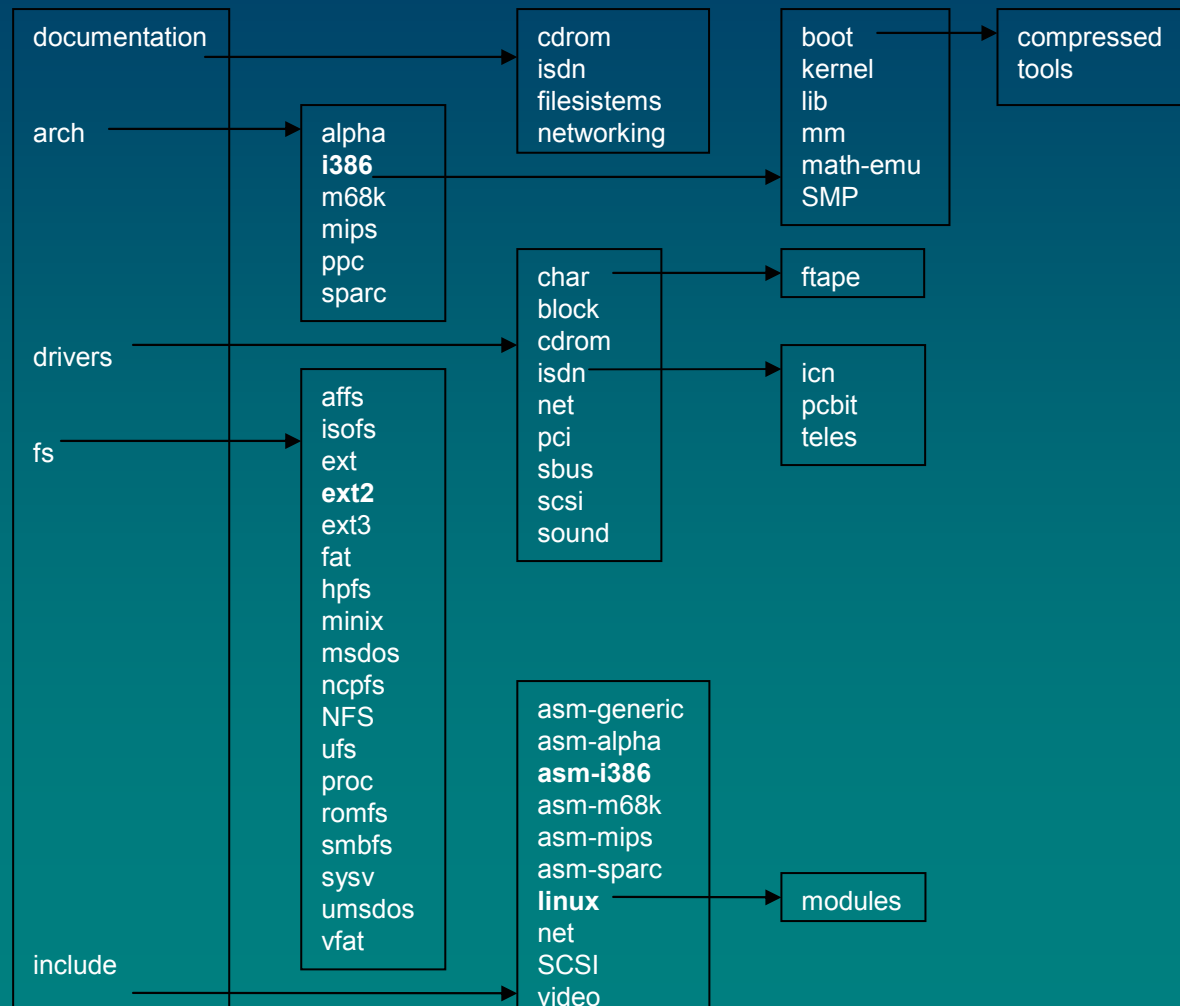 documentation
arch
drivers
fs
include
alpha
i386
m68k
mips
ppc
sparc
affs
isofs
ext
ext2
ext3
fat
hpfs
minix
msdos
ncpfs
NFS
ufs
proc
romfs
smbfs
sysv
umsdos
vfat
cdrom
isdn
filesistems
networking
char
block
cdrom
isdn
net
pci
sbus
scsi
sound
asm-generic
asm-alpha
asm-i386
asm-m68k
asm-mips
asm-sparc
linux
net
SCSI
video
boot
kernel
lib
mm
math-emu
SMP
ftape
icn
pcbit
teles
modules
compressed
tools